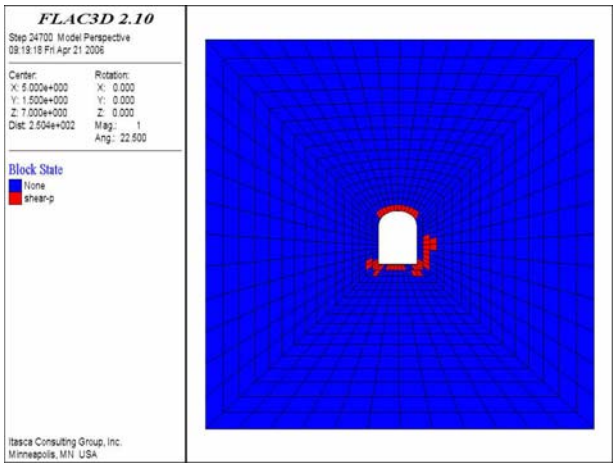 FLAC3D 2.10
Step 24700 Model Perspective
09:19:18 Fri Apr 21 2006
Center:
X: 5.000e+000
Y: 1.500e+000
Z: 7.000e+000
Dist: 2.504e+002
Rotation:
X: 0.000
Y: 0.000
Z: 0.000
Mag.: 1
Ang.: 22.500
Block State
None
shear-p
Itasca Consulting Group, Inc.
Minneapolis, MN USA